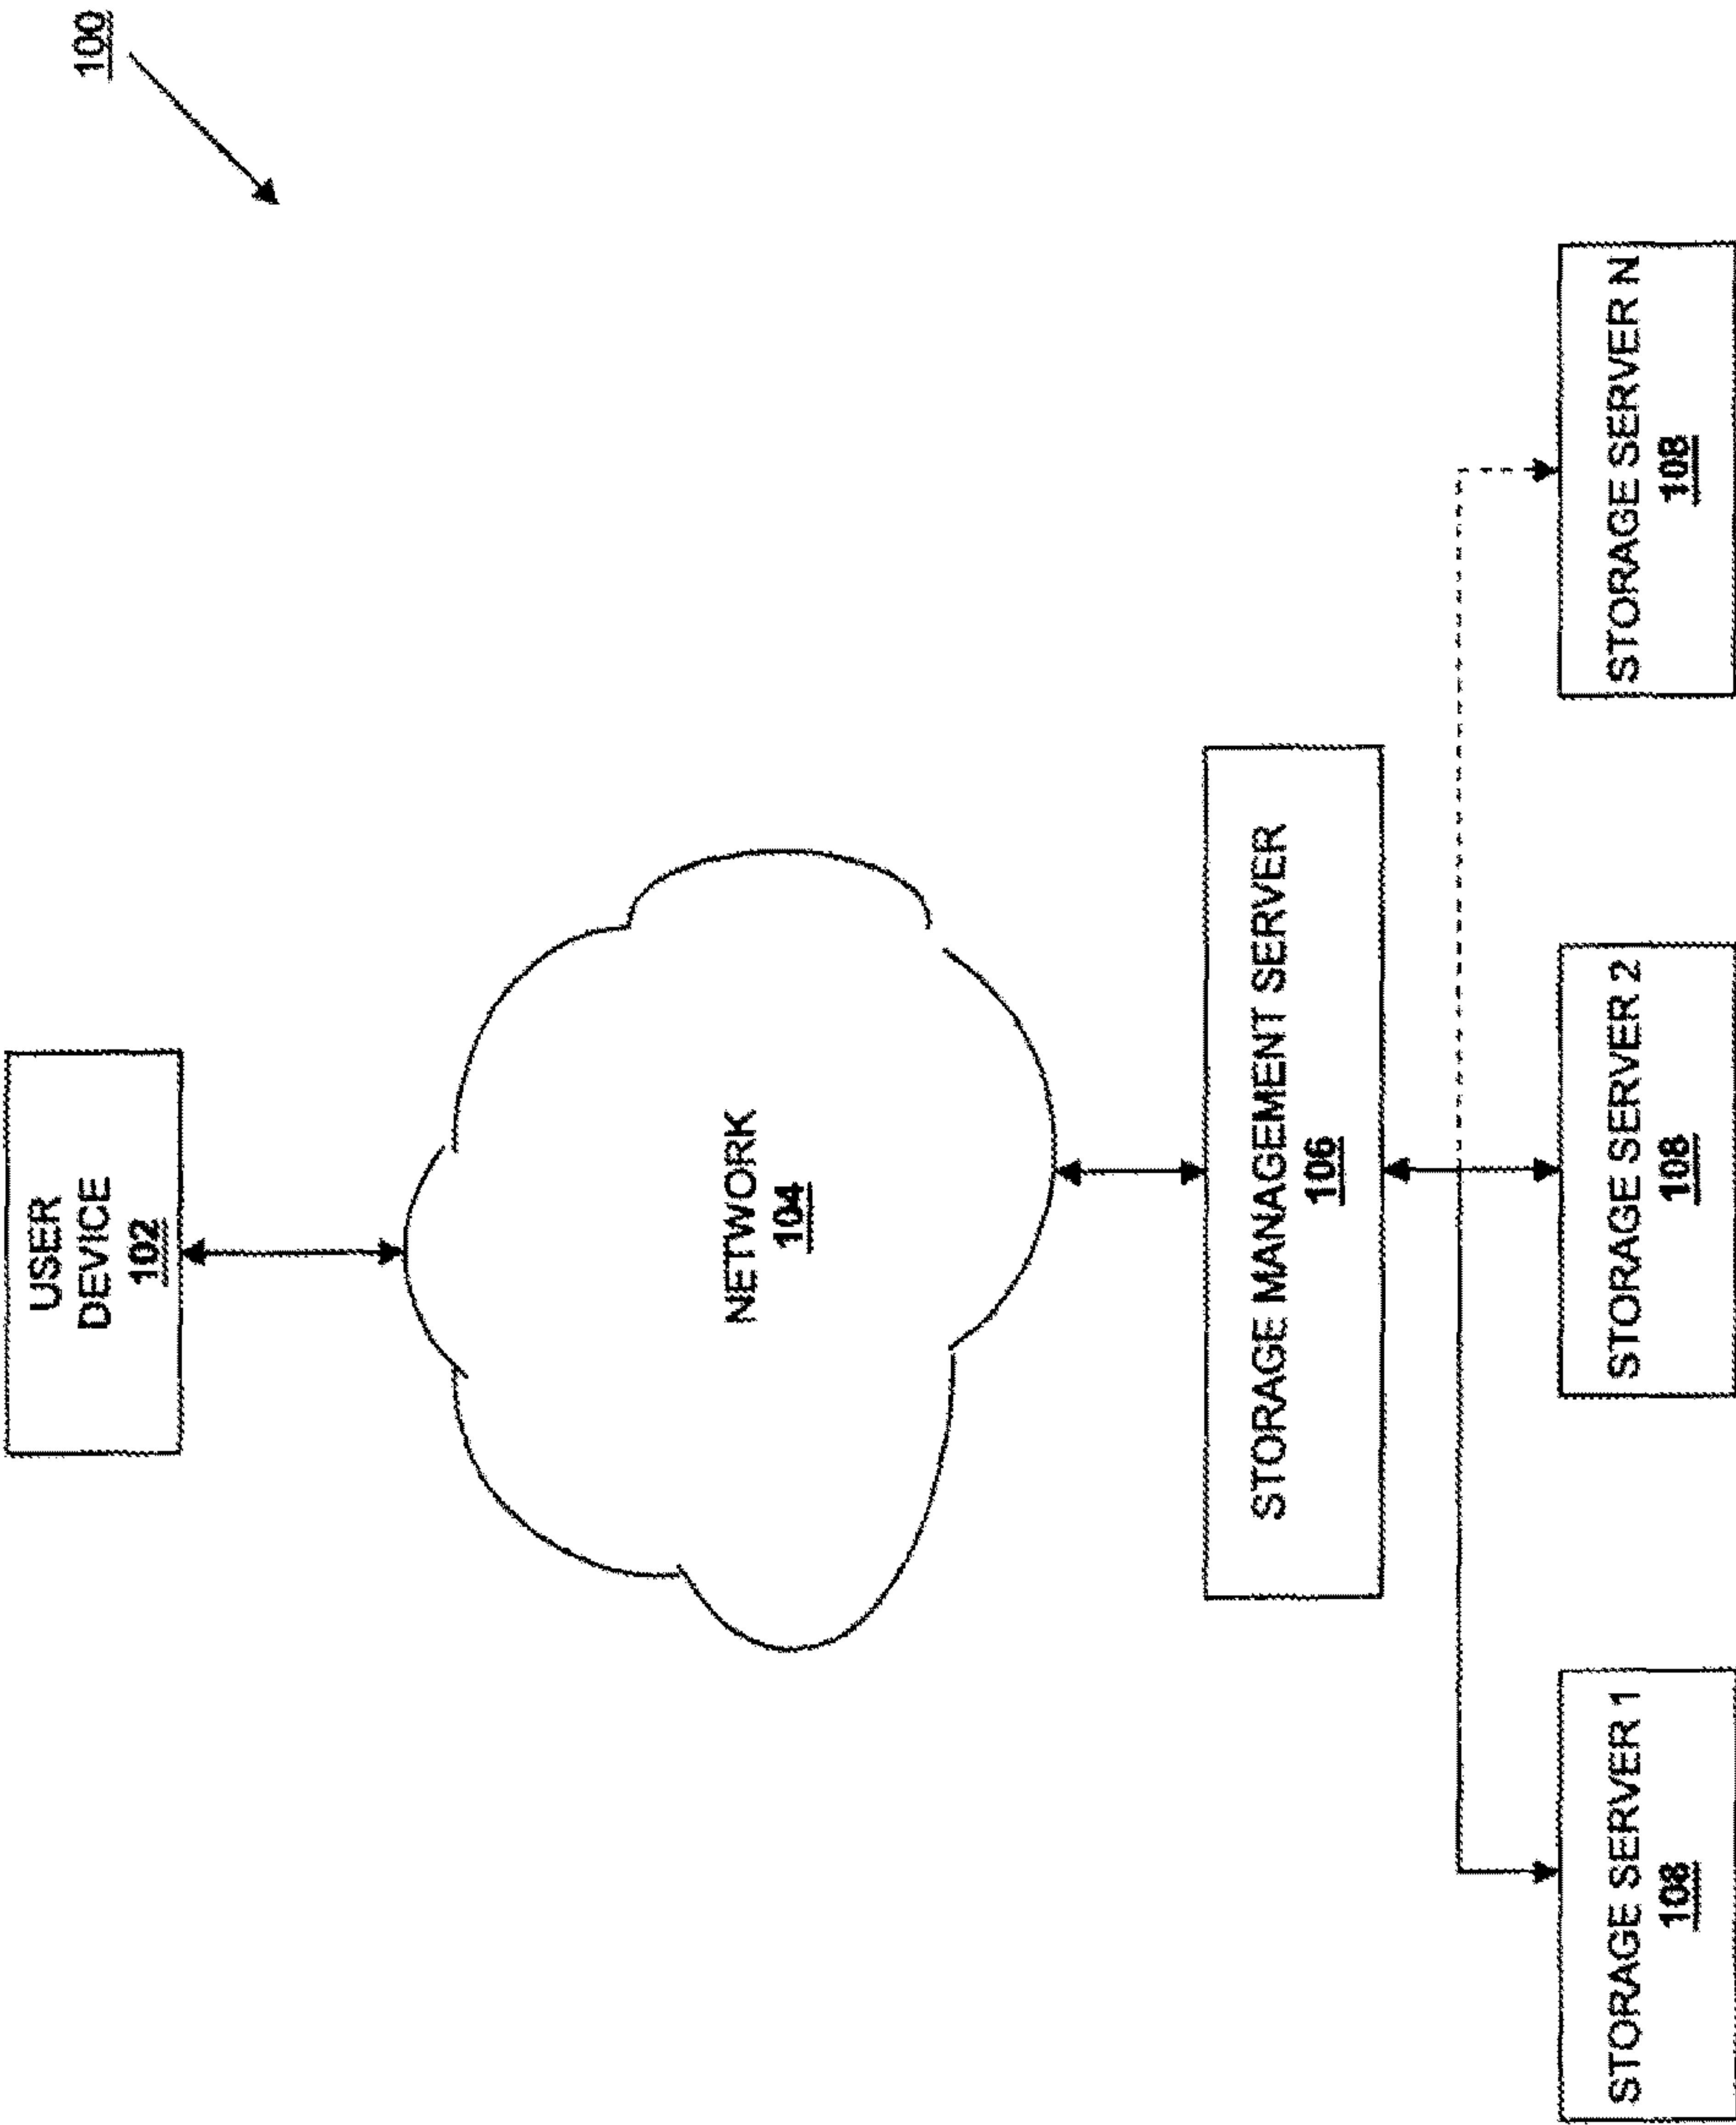 100
USER
DEVICE
102
NETWORK
104
STORAGE MANAGEMENT SERVER
106
STORAGE SERVER 1
108
STORAGE SERVER 2
108
STORAGE SERVER N
108